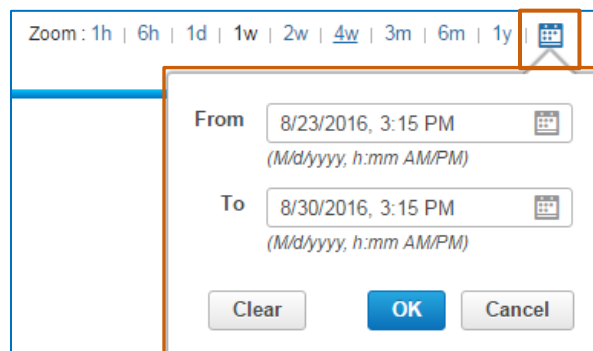 Zoom : 1h | 6h | 1d | 1w | 2w | 4w | 3m | 6m | 1y |
From 8/23/2016, 3:15 PM
(M/d/yyyy, h:mm AM/PM)
To 8/30/2016, 3:15 PM
(M/d/yyyy, h:mm AM/PM)
Clear OK Cancel